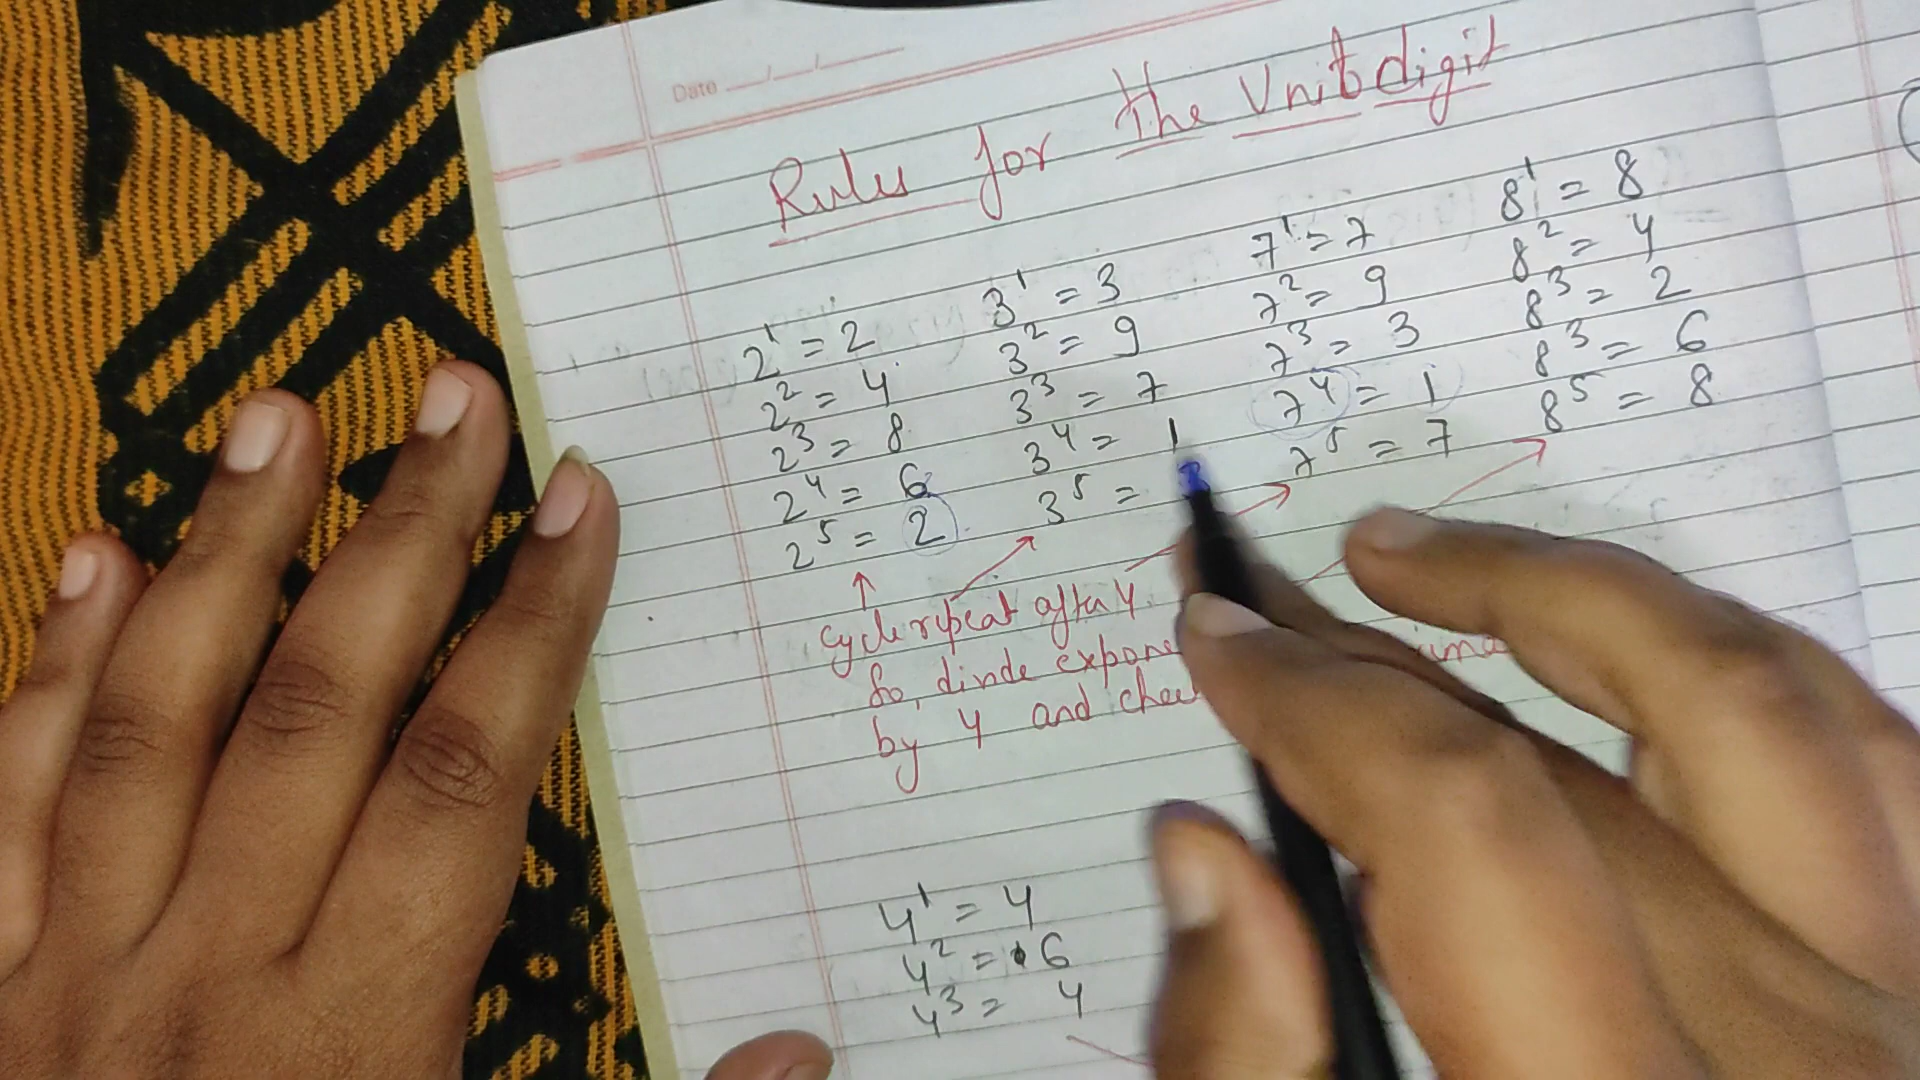 Date
Rules for the Unit digit
2¹ = 2
2² = 4
2³ = 8
2⁴ = 6
2⁵ = 2
3¹ = 3
3² = 9
3³ = 7
3⁴ = 1
3⁵ =
7¹ = 7
7² = 9
7³ = 3
7⁴ = 1
7⁵ = 7
8¹ = 8
8² = 4
8³ = 2
8³ = 6
8⁵ = 8
cycle repeat after 4.
So, divide
by 4 and
4¹ = 4
4² = 6
4³ = 4